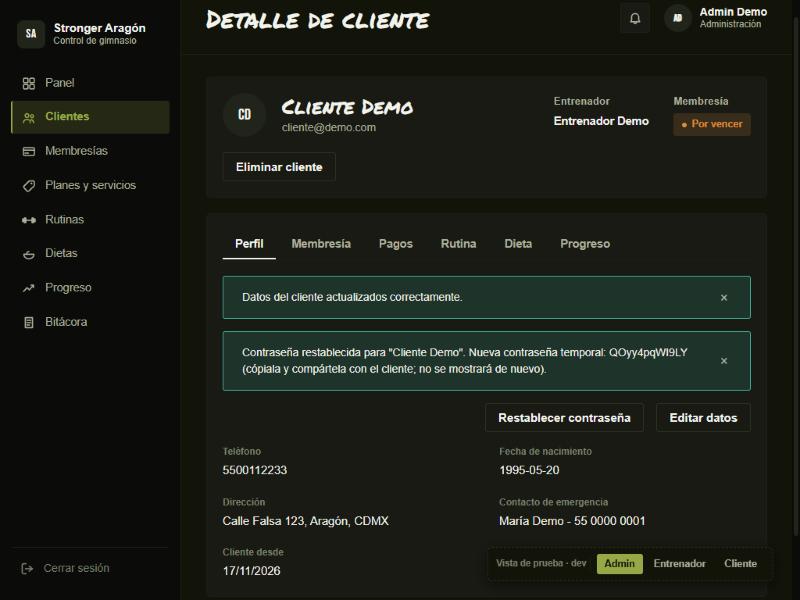 SA
Stronger Aragón
Control de gimnasio
Panel
Clientes
Membresías
Planes y servicios
Rutinas
Dietas
Progreso
Bitácora
Cerrar sesión
Detalle de cliente
AD
Admin Demo
Administración
CD
Cliente Demo
cliente@demo.com
Entrenador
Entrenador Demo
Membresía
Por vencer
Eliminar cliente
Perfil Membresía Pagos Rutina Dieta Progreso
Datos del cliente actualizados correctamente. ×
Contraseña restablecida para "Cliente Demo". Nueva contraseña temporal: QOyy4pqWI9LY
(cópiala y compártela con el cliente; no se mostrará de nuevo). ×
Restablecer contraseña Editar datos
Teléfono
5500112233
Fecha de nacimiento
1995-05-20
Dirección
Calle Falsa 123, Aragón, CDMX
Contacto de emergencia
María Demo - 55 0000 0001
Cliente desde
17/11/2026
Vista de prueba · dev Admin Entrenador Cliente